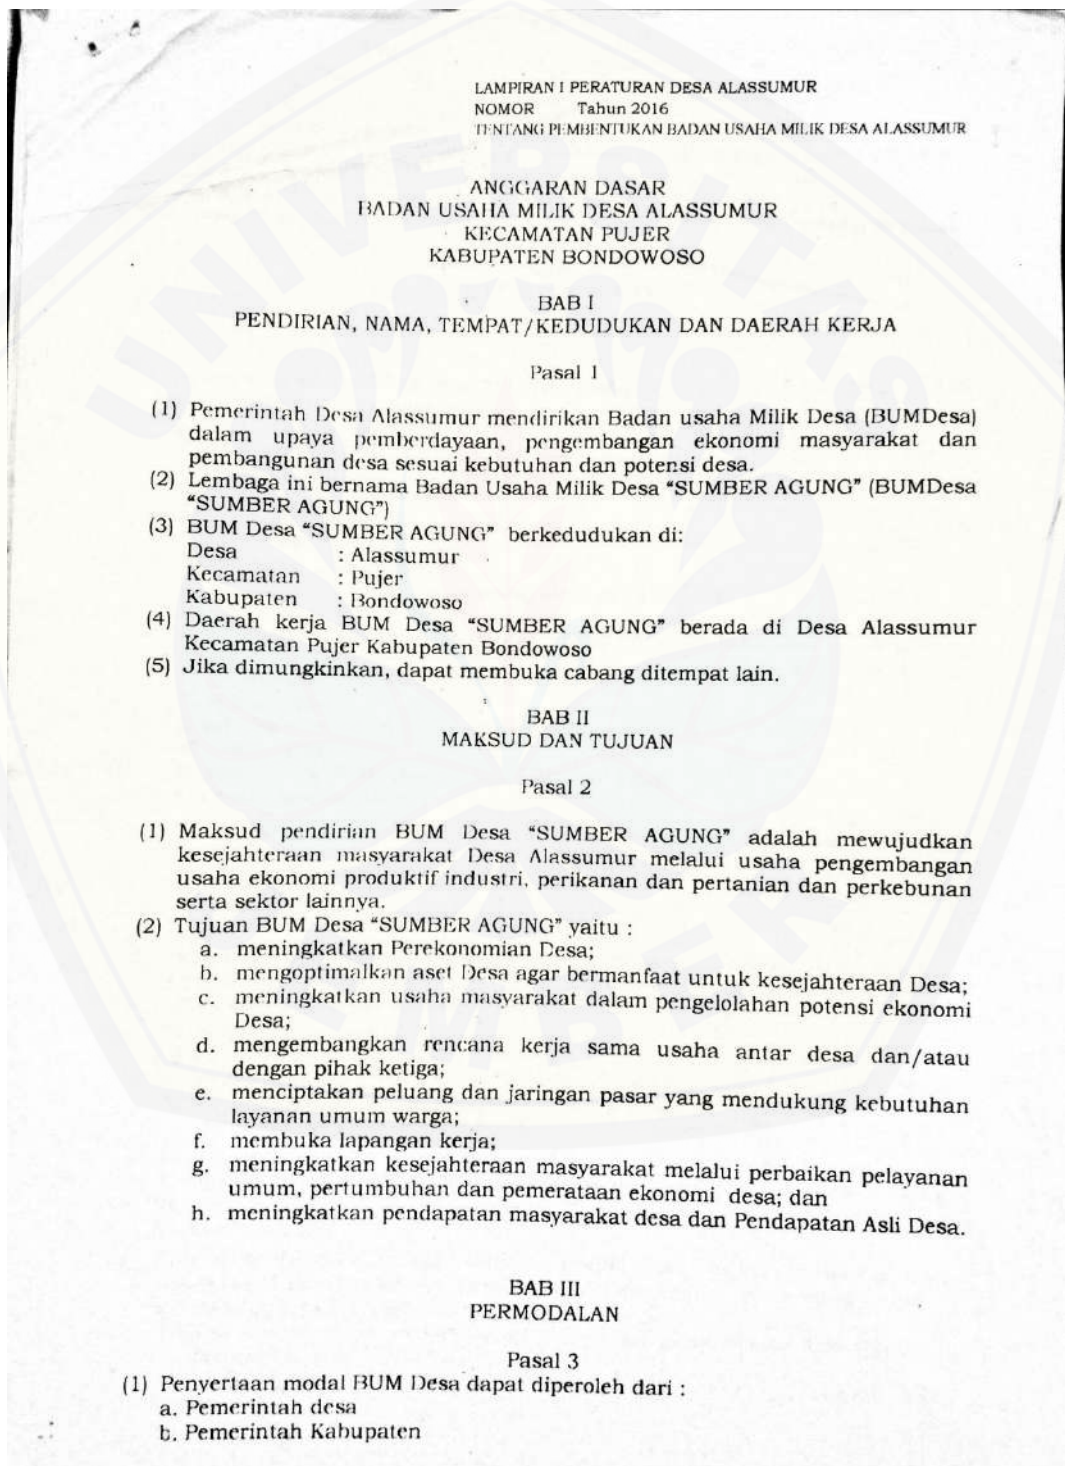 LAMPIRAN I PERATURAN DESA ALASSUMUR
NOMOR Tahun 2016
TENTANG PEMBENTUKAN BADAN USAHA MILIK DESA ALASSUMUR
ANGGARAN DASAR
BADAN USAHA MILIK DESA ALASSUMUR
KECAMATAN PUJER
KABUPATEN BONDOWOSO
BAB I
PENDIRIAN, NAMA, TEMPAT/KEDUDUKAN DAN DAERAH KERJA
Pasal 1
(1) Pemerintah Desa Alassumur mendirikan Badan usaha Milik Desa (BUMDesa)
dalam upaya pemberdayaan, pengembangan ekonomi masyarakat dan
pembangunan desa sesuai kebutuhan dan potensi desa.
(2) Lembaga ini bernama Badan Usaha Milik Desa “SUMBER AGUNG” (BUMDesa
“SUMBER AGUNG”)
(3) BUM Desa “SUMBER AGUNG” berkedudukan di:
Desa : Alassumur
Kecamatan : Pujer
Kabupaten : Bondowoso
(4) Daerah kerja BUM Desa “SUMBER AGUNG” berada di Desa Alassumur
Kecamatan Pujer Kabupaten Bondowoso
(5) Jika dimungkinkan, dapat membuka cabang ditempat lain.
BAB II
MAKSUD DAN TUJUAN
Pasal 2
(1) Maksud pendirian BUM Desa “SUMBER AGUNG” adalah mewujudkan
kesejahteraan masyarakat Desa Alassumur melalui usaha pengembangan
usaha ekonomi produktif industri, perikanan dan pertanian dan perkebunan
serta sektor lainnya.
(2) Tujuan BUM Desa “SUMBER AGUNG” yaitu :
a. meningkatkan Perekonomian Desa;
b. mengoptimalkan aset Desa agar bermanfaat untuk kesejahteraan Desa;
c. meningkatkan usaha masyarakat dalam pengelolahan potensi ekonomi
Desa;
d. mengembangkan rencana kerja sama usaha antar desa dan/atau
dengan pihak ketiga;
e. menciptakan peluang dan jaringan pasar yang mendukung kebutuhan
layanan umum warga;
f. membuka lapangan kerja;
g. meningkatkan kesejahteraan masyarakat melalui perbaikan pelayanan
umum, pertumbuhan dan pemerataan ekonomi desa; dan
h. meningkatkan pendapatan masyarakat desa dan Pendapatan Asli Desa.
BAB III
PERMODALAN
Pasal 3
(1) Penyertaan modal BUM Desa dapat diperoleh dari :
a. Pemerintah desa
b. Pemerintah Kabupaten
UNIVERSITAS
JEMBER